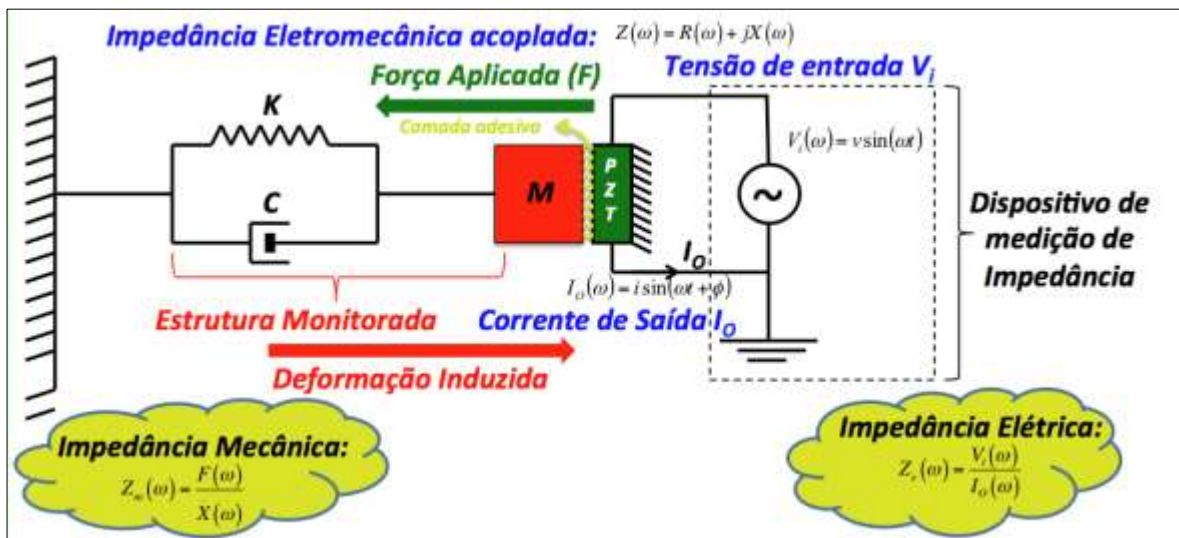 Impedância Eletromecânica acoplada: Z(ω) = R(ω) + jX(ω)
Força Aplicada (F)
Tensão de entrada Vi
Camada adesiva
K
Vi(ω) = v sin(ωt)
C
M
PZT
Dispositivo de
medição de
Impedância
IO
IO(ω) = i sin(ωt + φ)
Estrutura Monitorada
Corrente de Saída IO
Deformação Induzida
Impedância Mecânica:
Zm(ω) = F(ω) / Ẋ(ω)
Impedância Elétrica:
Ze(ω) = Vi(ω) / IO(ω)